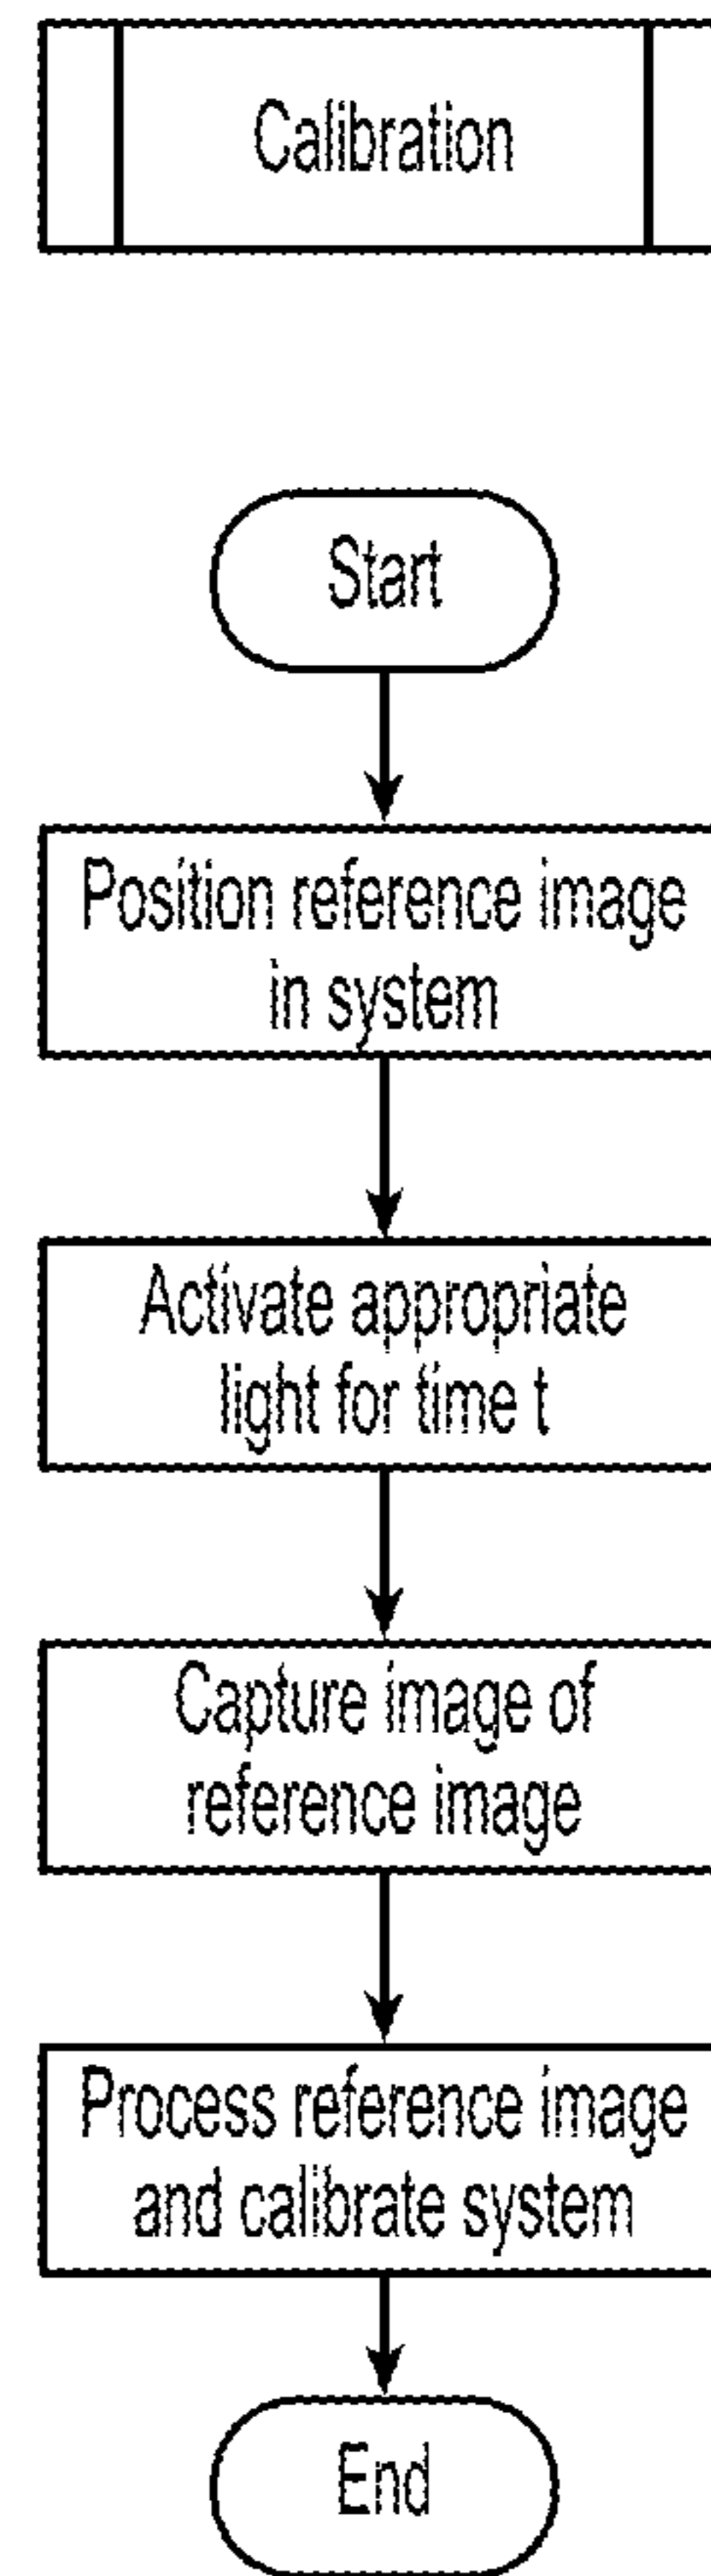 Calibration
Start
Position reference image
in system
Activate appropriate
light for time t
Capture image of
reference image
Process reference image
and calibrate system
End